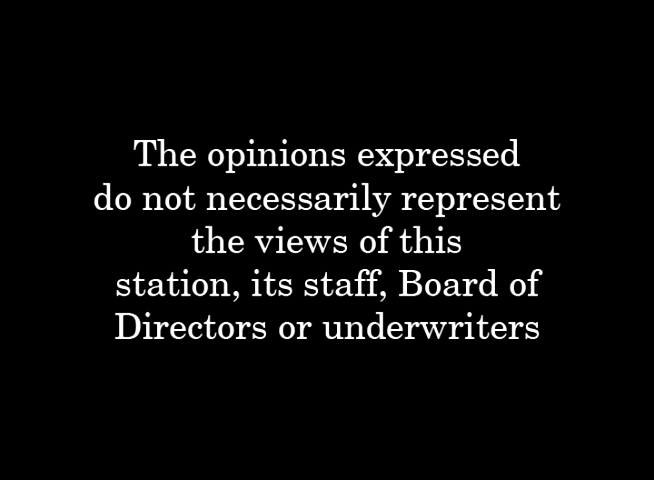 The opinions expressed
do not necessarily represent
the views of this
station, its staff, Board of
Directors or underwriters